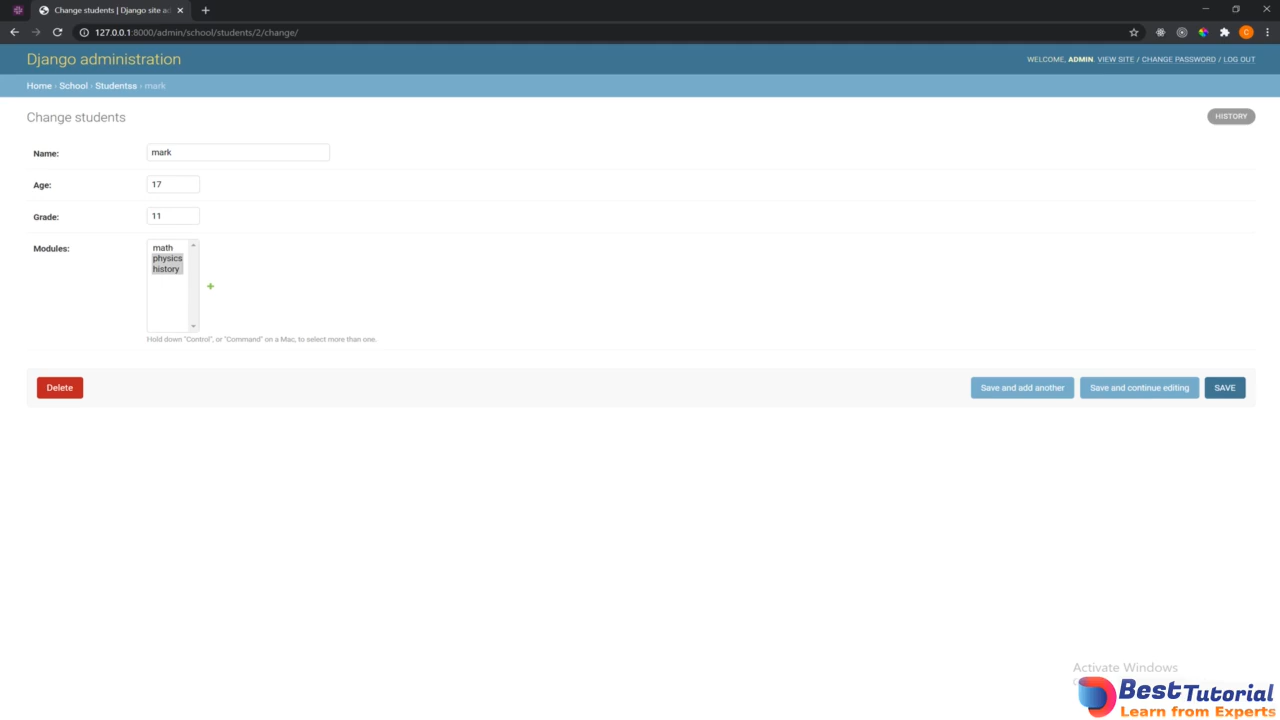 Change students | Django site ad
127.0.0.1:8000/admin/school/students/2/change/
C
Django administration
WELCOME, ADMIN. VIEW SITE / CHANGE PASSWORD / LOG OUT
Home › School › Studentss › mark
Change students
HISTORY
Name:
mark
Age:
17
Grade:
11
Modules:
math
physics
history
Hold down "Control", or "Command" on a Mac, to select more than one.
Delete
Save and add another
Save and continue editing
SAVE
Activate Windows
BestTutorial
Learn from Experts